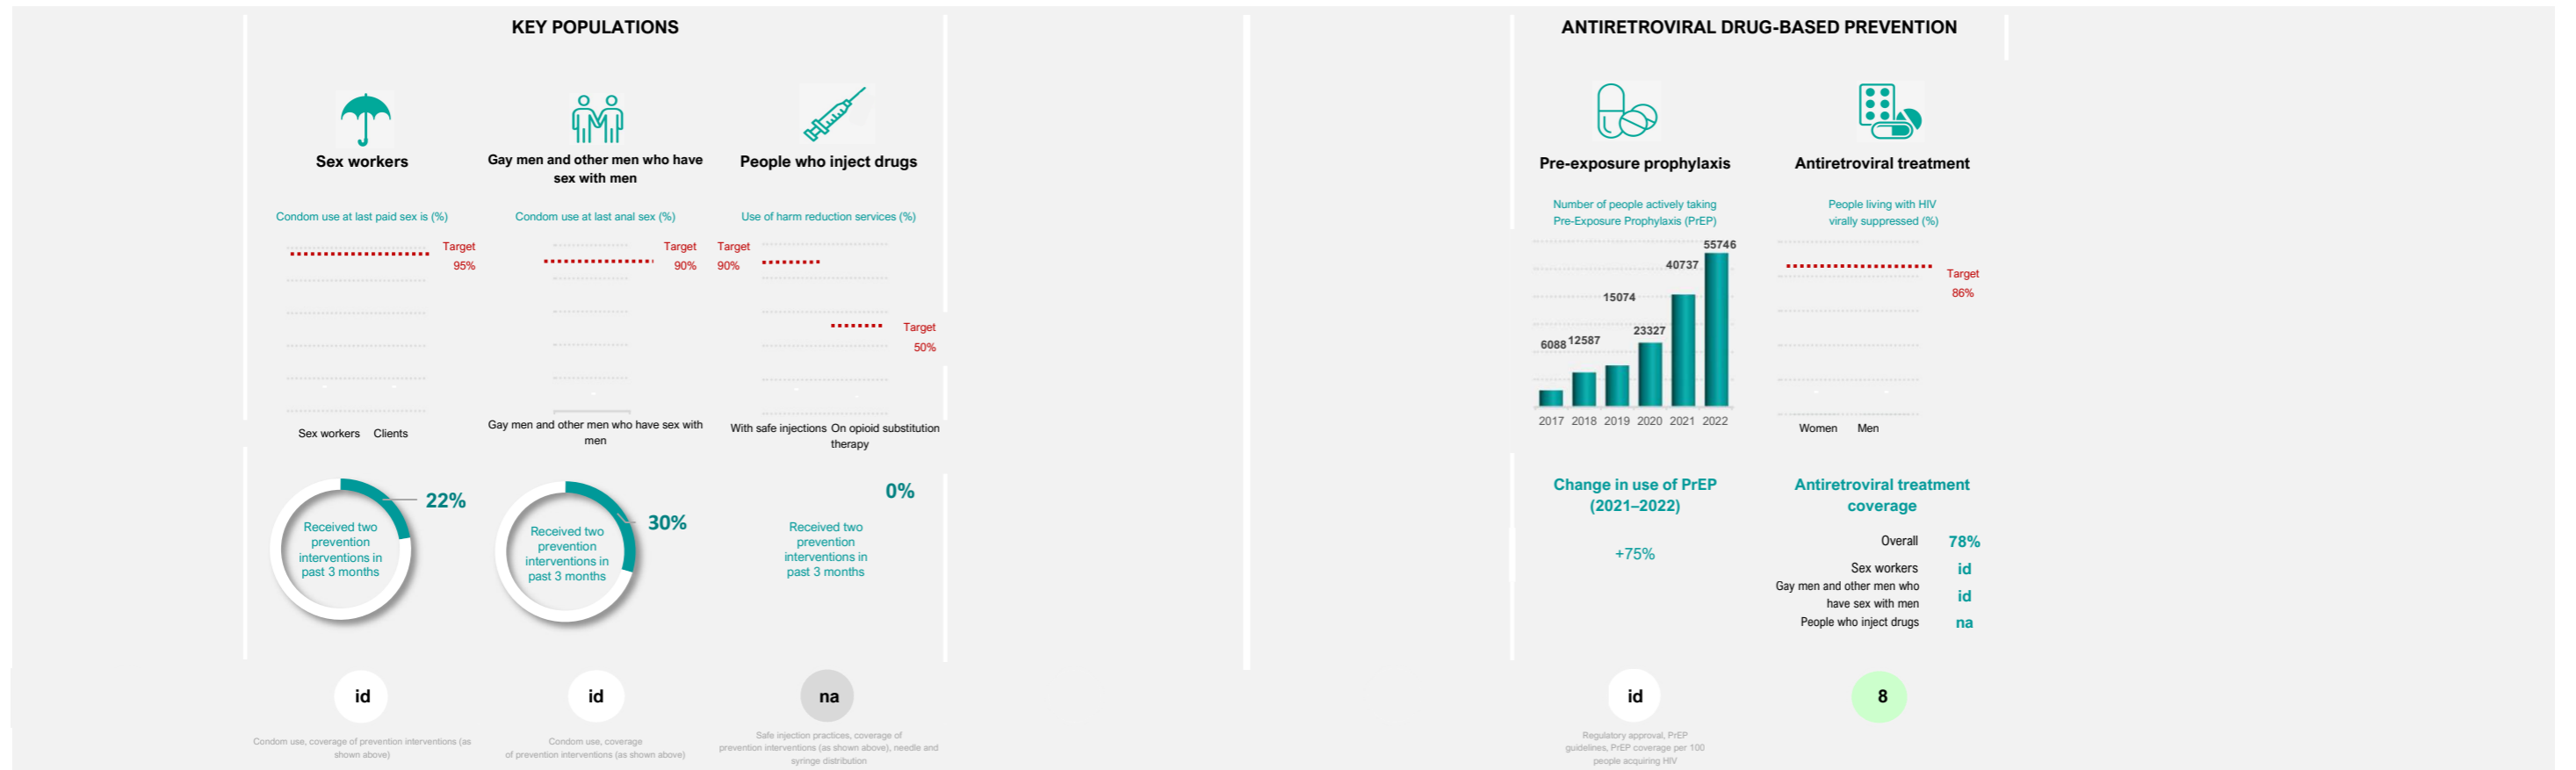 KEY POPULATIONS
Sex workers
Condom use at last paid sex is (%)
Target
95%
Sex workers Clients
22%
Received two
prevention
interventions in
past 3 months
id
Condom use, coverage of prevention interventions (as
shown above)
Gay men and other men who have
sex with men
Condom use at last anal sex (%)
Target
90%
Gay men and other men who have sex with
men
30%
Received two
prevention
interventions in
past 3 months
id
Condom use, coverage
of prevention interventions (as shown above)
People who inject drugs
Use of harm reduction services (%)
Target
90%
Target
50%
With safe injections On opioid substitution
therapy
0%
Received two
prevention
interventions in
past 3 months
na
Safe injection practices, coverage of
prevention interventions (as shown above), needle and
syringe distribution
ANTIRETROVIRAL DRUG-BASED PREVENTION
Pre-exposure prophylaxis
Number of people actively taking
Pre-Exposure Prophylaxis (PrEP)
55746
40737
15074
23327
6088 12587
2017 2018 2019 2020 2021 2022
Change in use of PrEP
(2021–2022)
+75%
id
Regulatory approval, PrEP
guidelines, PrEP coverage per 100
people acquiring HIV
Antiretroviral treatment
People living with HIV
virally suppressed (%)
Target
86%
Women Men
Antiretroviral treatment
coverage
Overall 78%
Sex workers id
Gay men and other men who
have sex with men id
People who inject drugs na
8